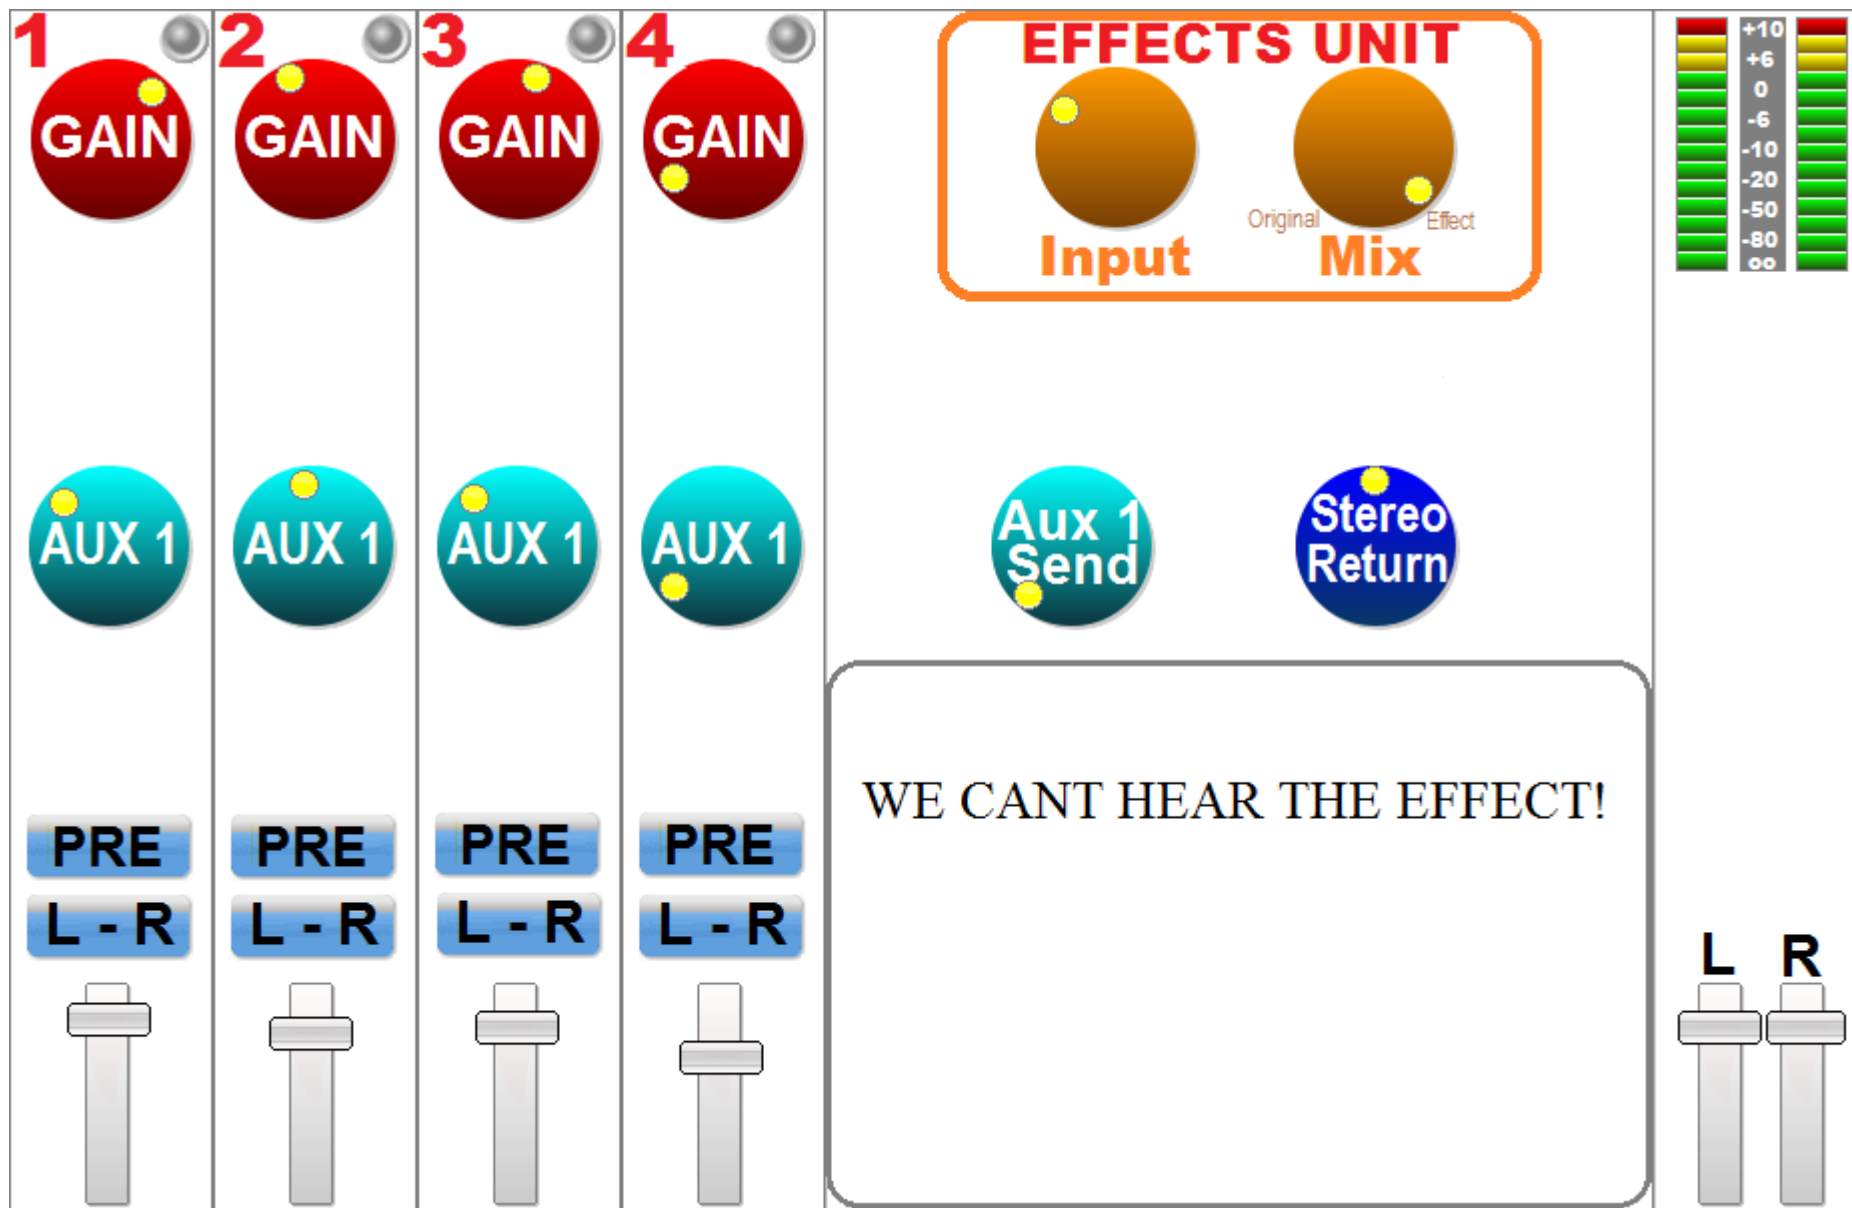 1 2 3 4
GAIN GAIN GAIN GAIN
EFFECTS UNIT
Original Effect
Input Mix
+10
+6
0
-6
-10
-20
-50
-80
oo
AUX 1 AUX 1 AUX 1 AUX 1
Aux 1
Send
Stereo
Return
WE CANT HEAR THE EFFECT!
PRE PRE PRE PRE
L - R L - R L - R L - R
L R